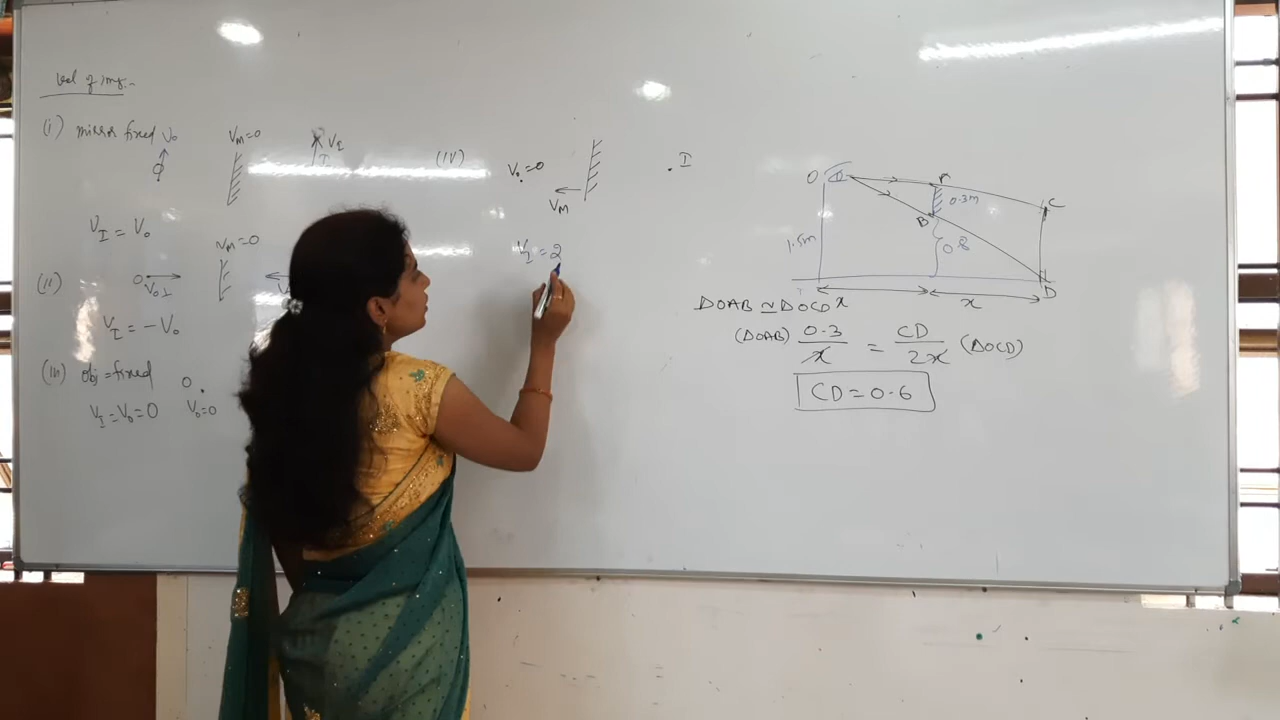 Vel of img:-
(i) mirror fixed V₀
V_M=0
V_I
I
O
V_I = V₀
(ii)
O
V₀
I
V_M=0
V_I = -V₀
(iii) obj = fixed
O
V_I = V₀ = 0
V₀=0
(iv)
V₀=0
V_M
I
V_I = 2
O
A
0.3m
C
B
1.5m
0.8
D
x
x
ΔOAB ≃ ΔOCD
(ΔOAB) 0.3/x = CD/2x (ΔOCD)
CD = 0.6